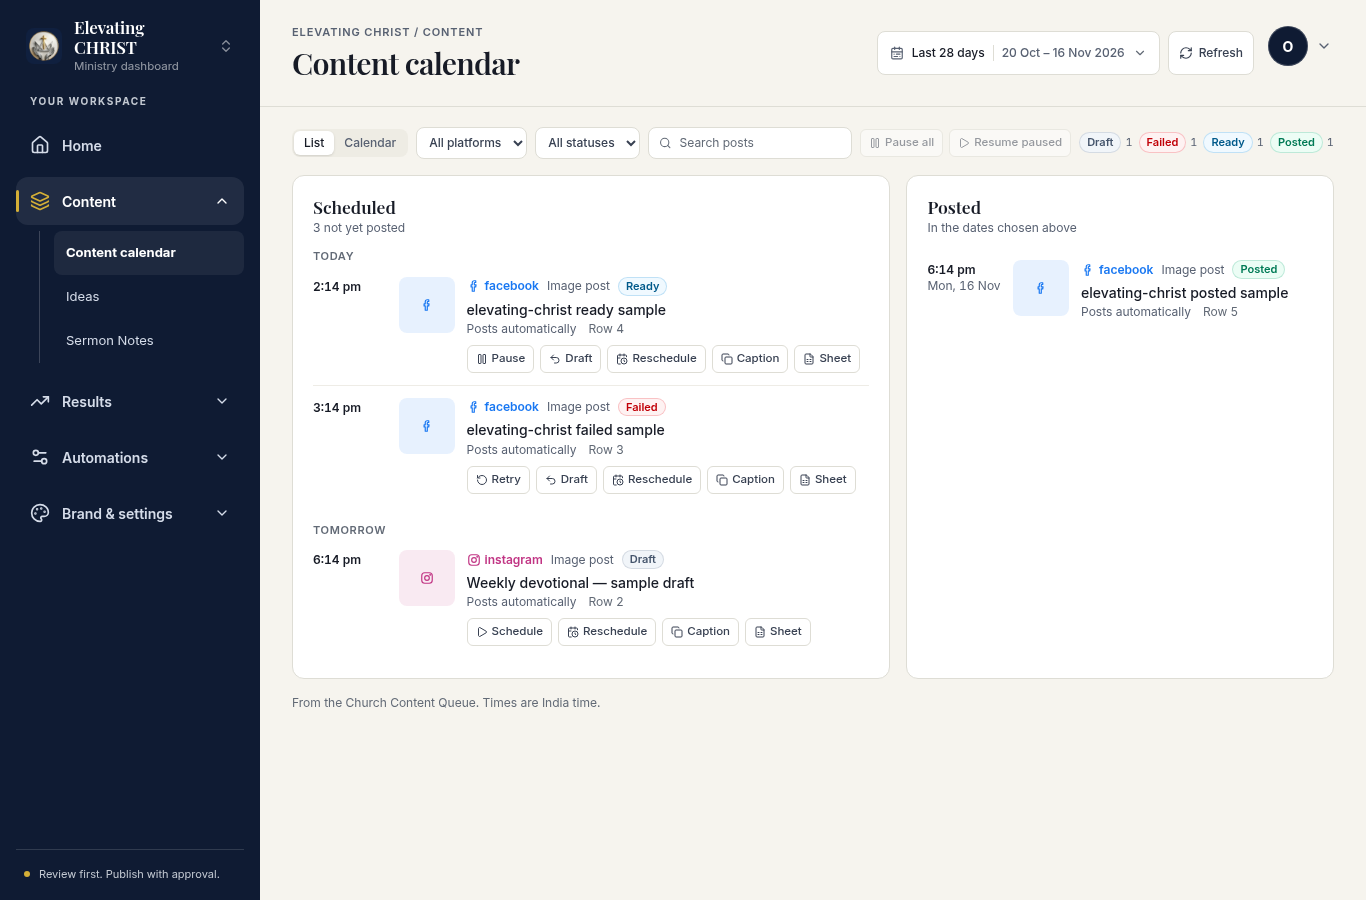 Elevating
CHRIST
Ministry dashboard
YOUR WORKSPACE
Home
Content
Content calendar
Ideas
Sermon Notes
Results
Automations
Brand & settings
Review first. Publish with approval.
ELEVATING CHRIST / CONTENT
Content calendar
Last 28 days 20 Oct – 16 Nov 2026
Refresh
O
List Calendar All platforms All statuses Search posts Pause all Resume paused Draft 1 Failed 1 Ready 1 Posted 1
Scheduled
3 not yet posted
TODAY
2:14 pm facebook Image post Ready
elevating-christ ready sample
Posts automatically Row 4
Pause Draft Reschedule Caption Sheet
3:14 pm facebook Image post Failed
elevating-christ failed sample
Posts automatically Row 3
Retry Draft Reschedule Caption Sheet
TOMORROW
6:14 pm instagram Image post Draft
Weekly devotional — sample draft
Posts automatically Row 2
Schedule Reschedule Caption Sheet
Posted
In the dates chosen above
6:14 pm facebook Image post Posted
Mon, 16 Nov
elevating-christ posted sample
Posts automatically Row 5
From the Church Content Queue. Times are India time.